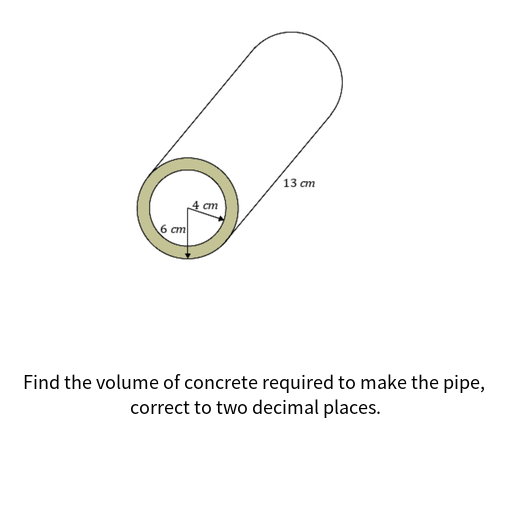 4 cm
13 cm
6 cm
Find the volume of concrete required to make the pipe,
correct to two decimal places.